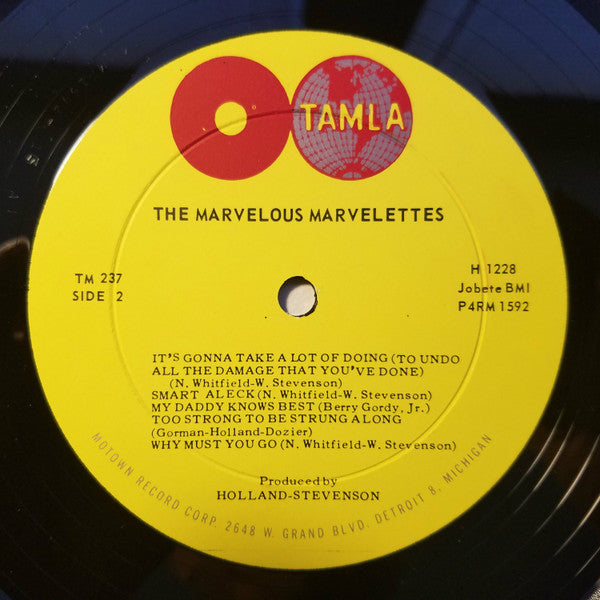 TAMLA
THE MARVELOUS MARVELETTES
TM 237
SIDE 2
H 1228
Jobete BMI
P4RM 1592
IT'S GONNA TAKE A LOT OF DOING (TO UNDO
ALL THE DAMAGE THAT YOU'VE DONE)
(N. Whitfield-W. Stevenson)
SMART ALECK (N. Whitfield-W. Stevenson)
MY DADDY KNOWS BEST (Berry Gordy, Jr.)
TOO STRONG TO BE STRUNG ALONG
(Gorman-Holland-Dozier)
WHY MUST YOU GO (N. Whitfield-W. Stevenson)
Produced by
HOLLAND-STEVENSON
MOTOWN RECORD CORP. 2648 W. GRAND BLVD. DETROIT 8, MICHIGAN